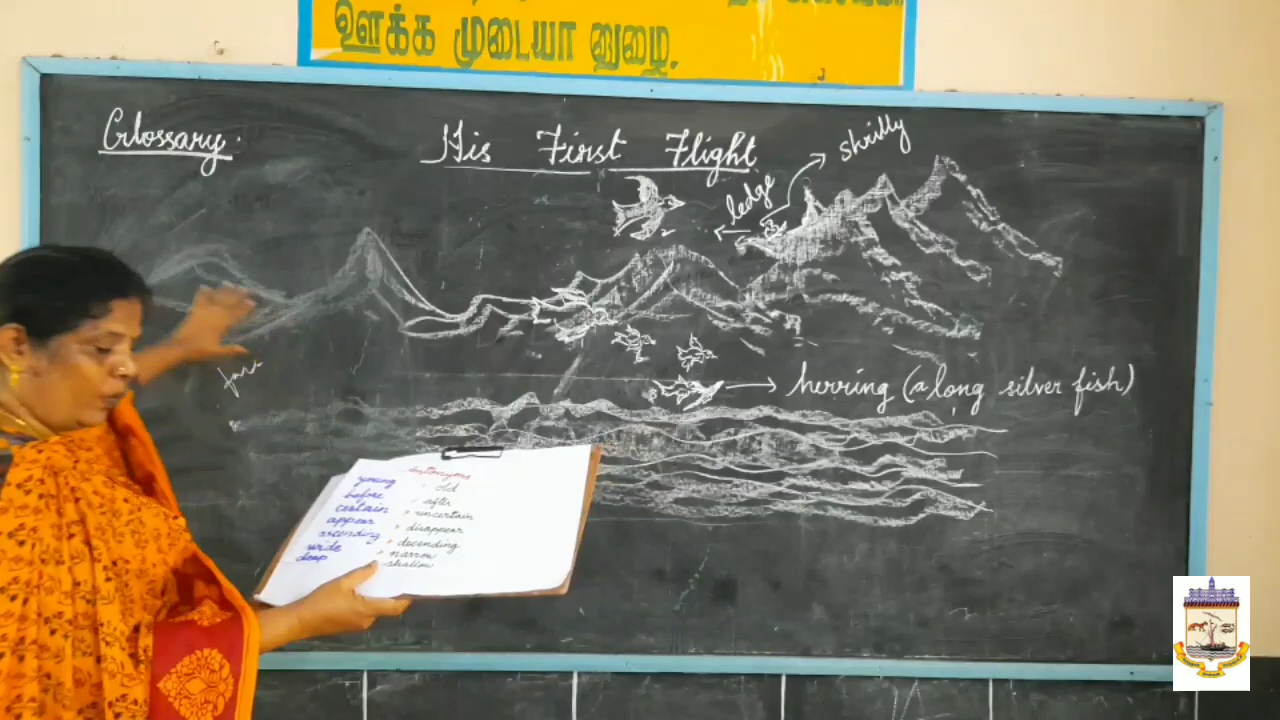 ஊக்க முடையா னுழை.
Glossary.
His First Flight
shrilly
ledge
herring (a long silver fish)
Antonyms
young * old
before * after
certain * uncertain
appear * disappear
ascending * decending
wide * narrow
deep * shallow